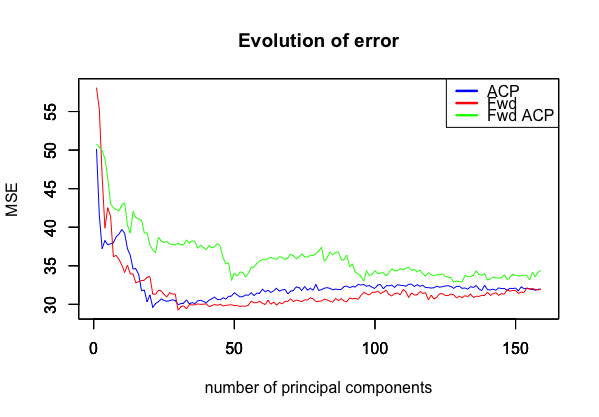 Evolution of error
ACP
Fwd
Fwd ACP
55
50
45
40
35
30
MSE
0 50 100 150
number of principal components